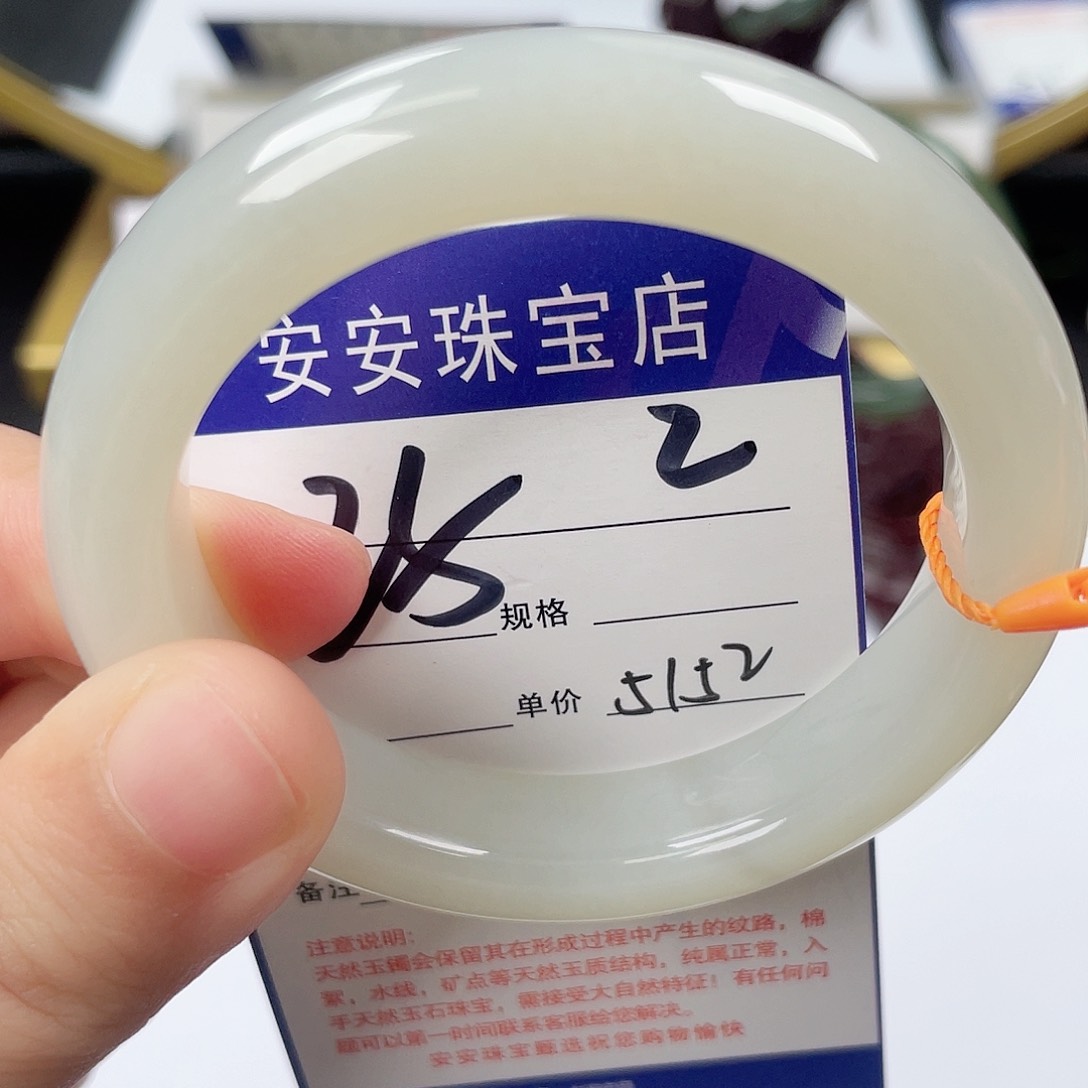 安安珠宝店
2
规格
单价 5152
备注
注意说明:
天然玉镯会保留其在形成过程中产生的纹路，棉
絮，水线，矿点等天然玉质结构，纯属正常，入
手天然玉石珠宝，需接受大自然特征！有任何问
题可以第一时间联系客服给您解决。
安安珠宝甄选祝您购物愉快